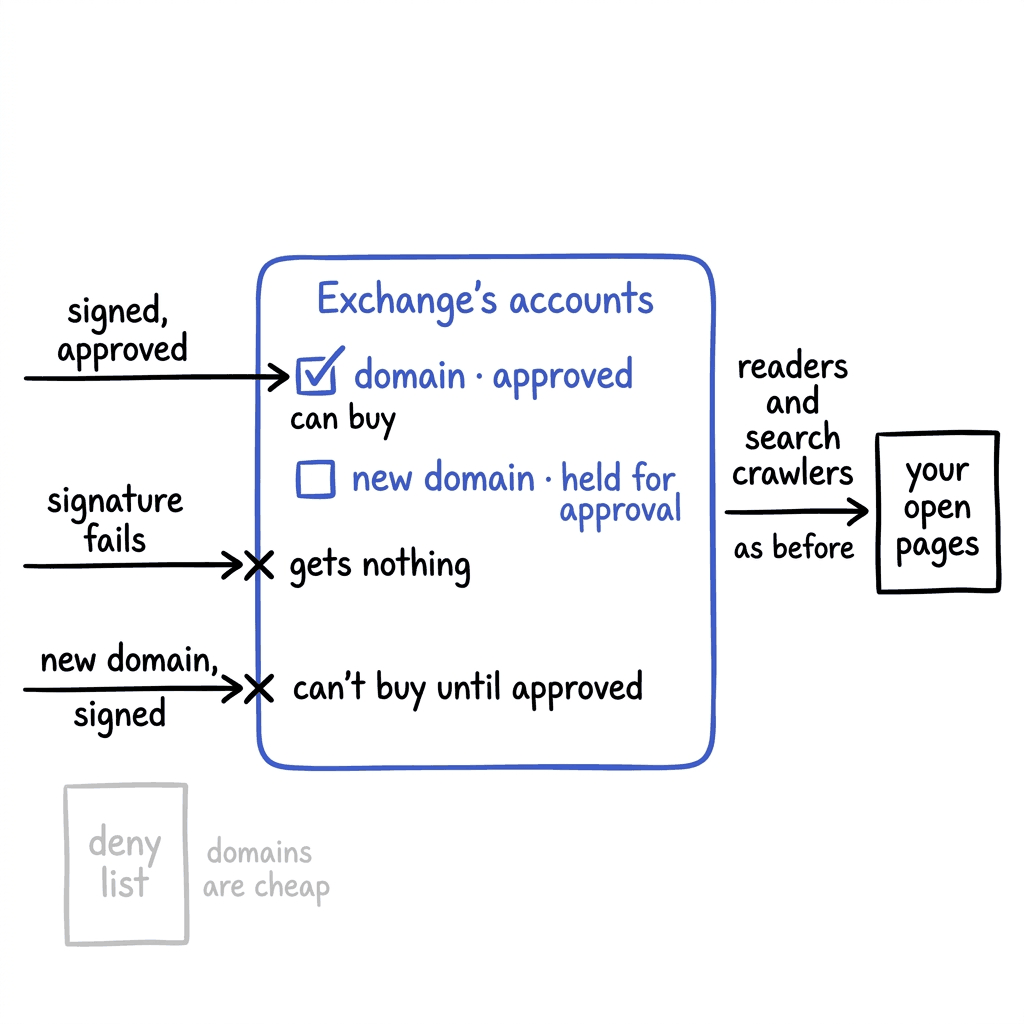 Exchange's accounts
signed,
approved
domain · approved
can buy
new domain · held for
approval
signature
fails
gets nothing
new domain,
signed
can't buy until approved
readers
and
search
crawlers
as before
your
open
pages
deny
list
domains
are cheap